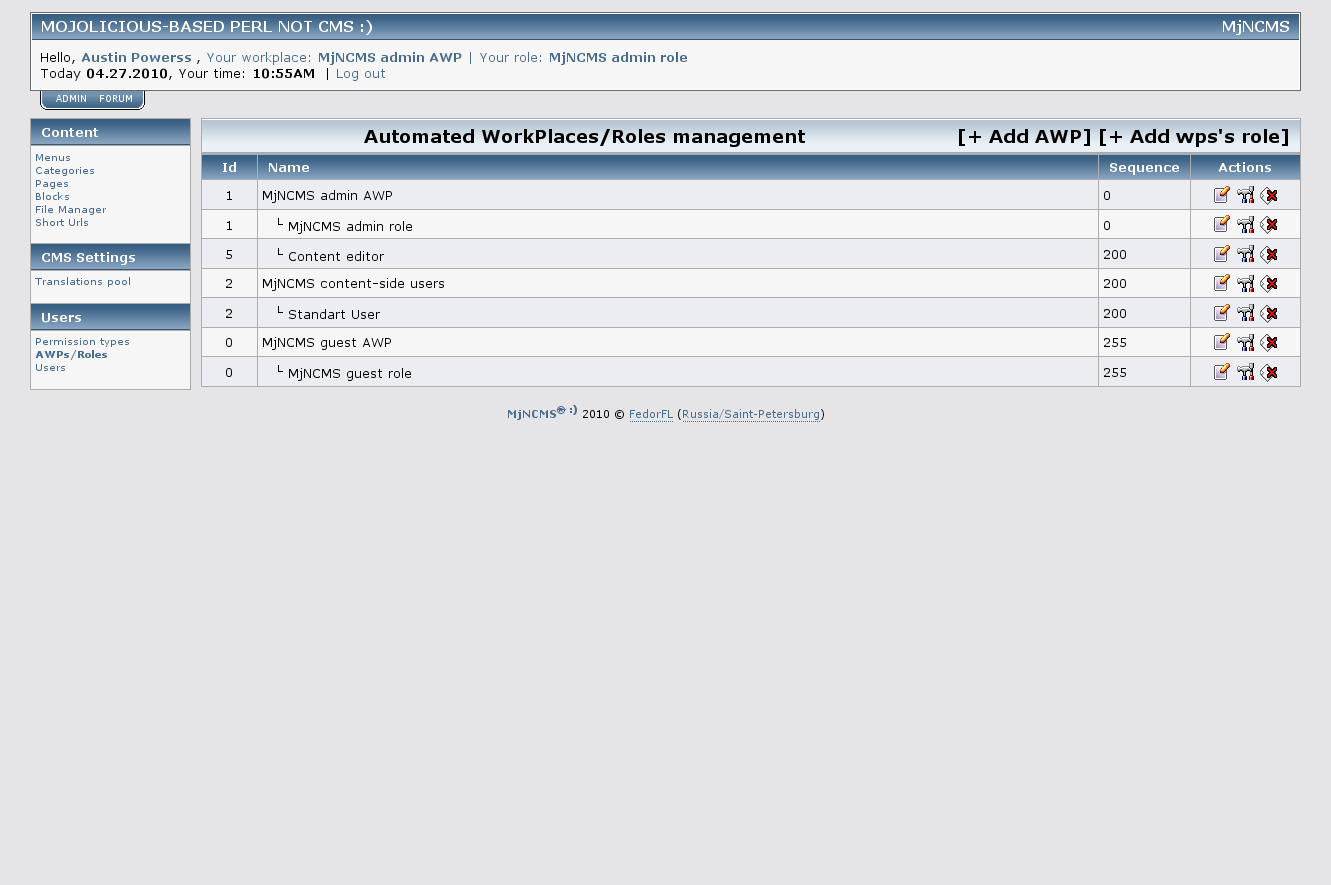 MOJOLICIOUS-BASED PERL NOT CMS :) MjNCMS
Hello, Austin Powerss , Your workplace: MjNCMS admin AWP | Your role: MjNCMS admin role
Today 04.27.2010, Your time: 10:55AM | Log out
ADMIN FORUM
Content
Menus
Categories
Pages
Blocks
File Manager
Short Urls
CMS Settings
Translations pool
Users
Permission types
AWPs/Roles
Users
Automated WorkPlaces/Roles management [+ Add AWP] [+ Add wps's role]
Id Name Sequence Actions
1 MjNCMS admin AWP 0
1 └ MjNCMS admin role 0
5 └ Content editor 200
2 MjNCMS content-side users 200
2 └ Standart User 200
0 MjNCMS guest AWP 255
0 └ MjNCMS guest role 255
MjNCMS® :) 2010 © FedorFL (Russia/Saint-Petersburg)